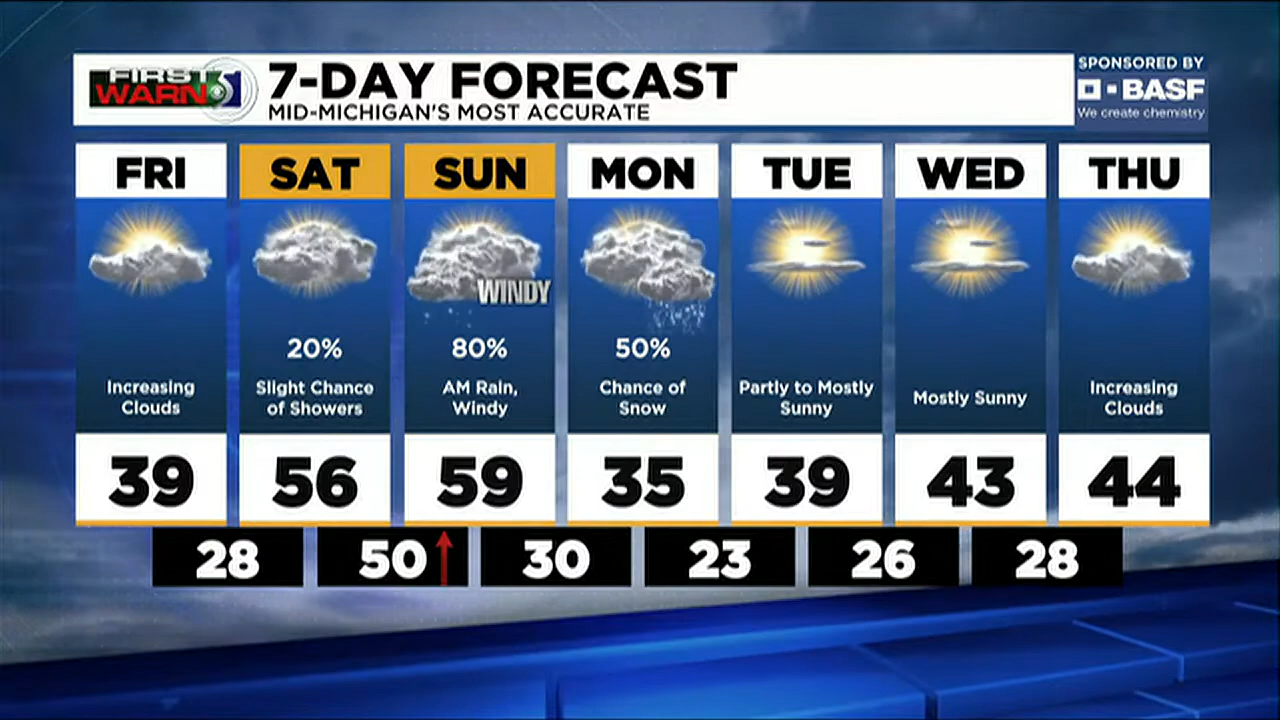 FIRST WARN 5
7-DAY FORECAST
MID-MICHIGAN'S MOST ACCURATE
SPONSORED BY
BASF
We create chemistry
FRI
Increasing
Clouds
39
SAT
20%
Slight Chance
of Showers
56
SUN
WINDY
80%
AM Rain,
Windy
59
MON
50%
Chance of
Snow
35
TUE
Partly to Mostly
Sunny
39
WED
Mostly Sunny
43
THU
Increasing
Clouds
44
28
50
30
23
26
28